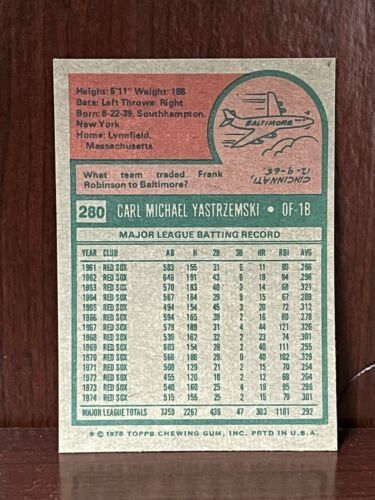 Height: 5'11" Weight: 188
Bats: Left Throws: Right
Born: 8-22-39, Southhampton,
New York
Home: Lynnfield,
Massachusetts
BALTIMORE
CINCINNATI,
12-9-65
What team traded Frank
Robinson to Baltimore?
280 CARL MICHAEL YASTRZEMSKI • OF-1B
MAJOR LEAGUE BATTING RECORD
YEAR CLUB AB H 2B 3B HR RBI AVG
1961 RED SOX 583 155 31 6 11 80 .266
1962 RED SOX 646 191 43 6 19 94 .296
1963 RED SOX 570 183 40 3 14 68 .321
1964 RED SOX 567 164 29 9 15 67 .289
1965 RED SOX 494 154 45 3 20 72 .312
1966 RED SOX 594 165 39 2 16 80 .278
1967 RED SOX 579 189 31 4 44 121 .326
1968 RED SOX 539 162 32 2 23 74 .301
1969 RED SOX 603 154 28 2 40 111 .255
1970 RED SOX 566 186 29 0 40 102 .329
1971 RED SOX 508 129 21 2 15 70 .254
1972 RED SOX 455 120 18 2 12 68 .264
1973 RED SOX 540 160 25 4 19 95 .296
1974 RED SOX 515 155 25 2 15 79 .301
MAJOR LEAGUE TOTALS 7759 2267 436 47 303 1181 .292
* © 1975 TOPPS CHEWING GUM, INC. PRTD IN U.S.A.